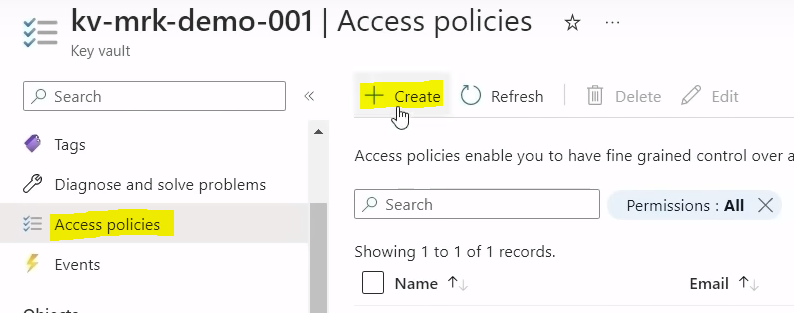 kv-mrk-demo-001 | Access policies
Key vault
Search
Tags
Diagnose and solve problems
Access policies
Events
Create Refresh Delete Edit
Access policies enable you to have fine grained control over a
Search
Permissions : All
Showing 1 to 1 of 1 records.
Name Email